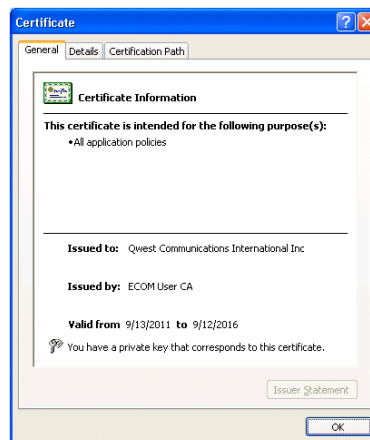 Certificate
General Details Certification Path
Certificate Information
This certificate is intended for the following purpose(s):
•All application policies
Issued to: Qwest Communications International Inc
Issued by: ECOM User CA
Valid from 9/13/2011 to 9/12/2016
You have a private key that corresponds to this certificate.
Issuer Statement
OK